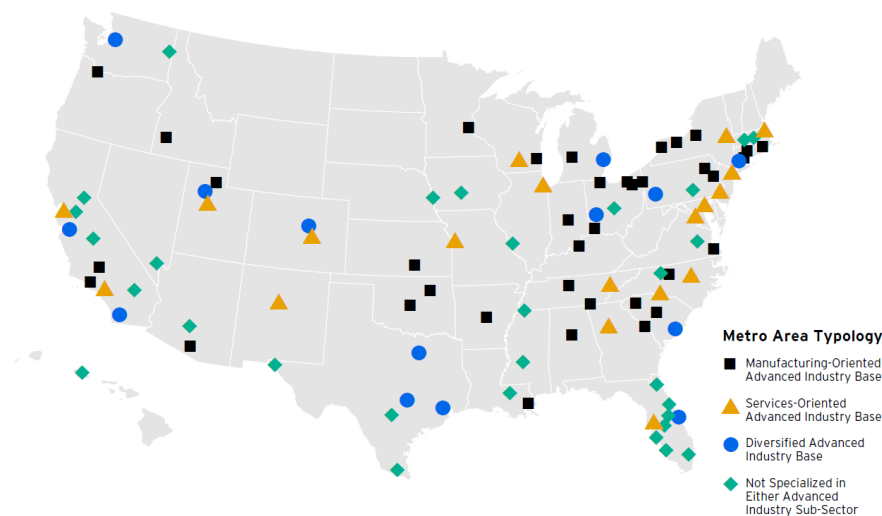 Metro Area Typology
Manufacturing-Oriented
Advanced Industry Base
Services-Oriented
Advanced Industry Base
Diversified Advanced
Industry Base
Not Specialized in
Either Advanced
Industry Sub-Sector